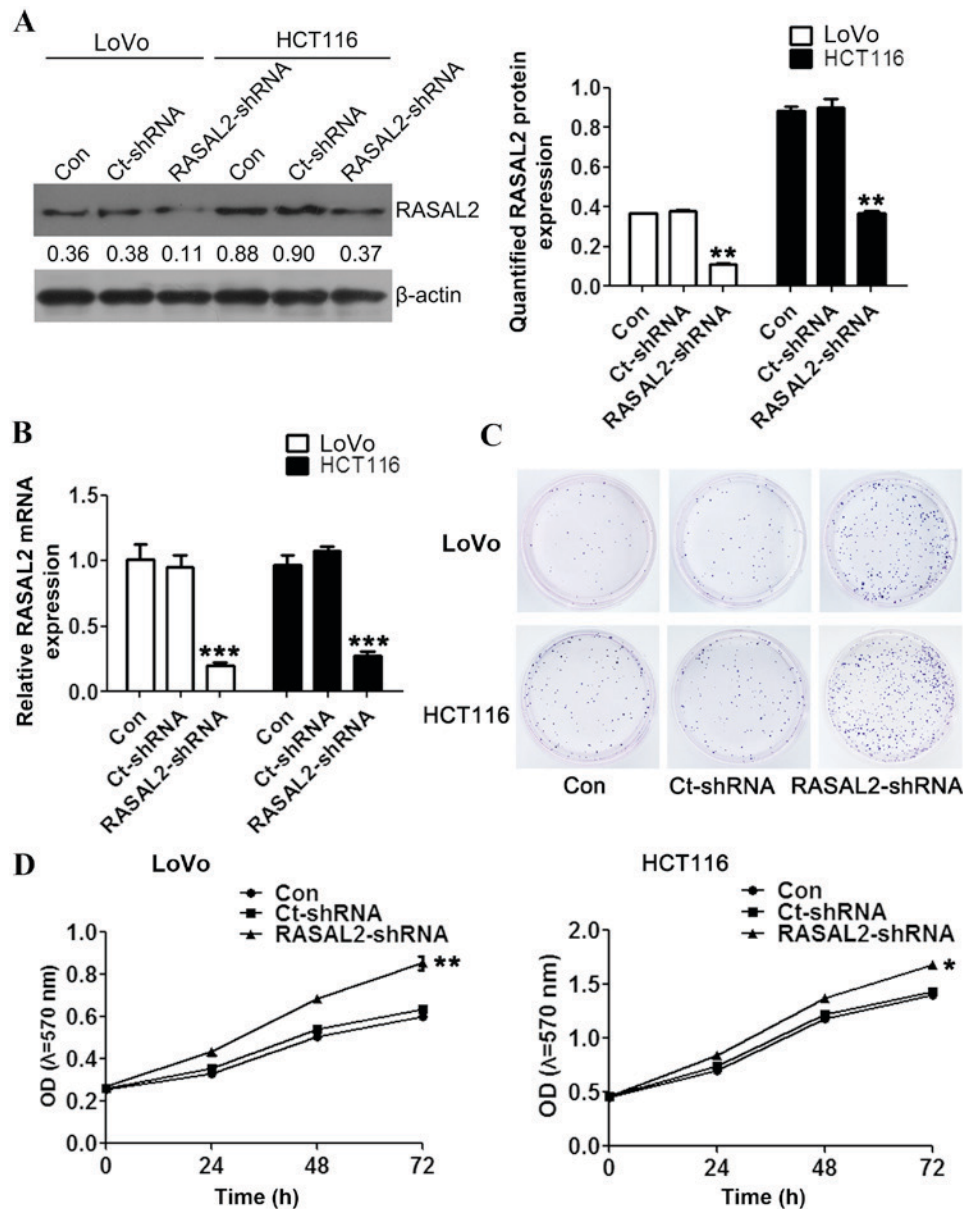 A
LoVo HCT116
Con Ct-shRNA RASAL2-shRNA Con Ct-shRNA RASAL2-shRNA
RASAL2
0.36 0.38 0.11 0.88 0.90 0.37
β-actin
LoVo
HCT116
Quantified RASAL2 protein
expression
1.0
0.8
0.6
0.4
0.2
0.0
**
**
Con Ct-shRNA RASAL2-shRNA Con Ct-shRNA RASAL2-shRNA
B
LoVo
HCT116
Relative RASAL2 mRNA
expression
1.5
1.0
0.5
0.0
***
***
Con Ct-shRNA RASAL2-shRNA Con Ct-shRNA RASAL2-shRNA
C
LoVo
HCT116
Con Ct-shRNA RASAL2-shRNA
D
LoVo
Con
Ct-shRNA
RASAL2-shRNA
OD (λ=570 nm)
1.0
0.8
0.6
0.4
0.2
0.0
**
0 24 48 72
Time (h)
HCT116
Con
Ct-shRNA
RASAL2-shRNA
OD (λ=570 nm)
2.0
1.5
1.0
0.5
0.0
*
0 24 48 72
Time (h)